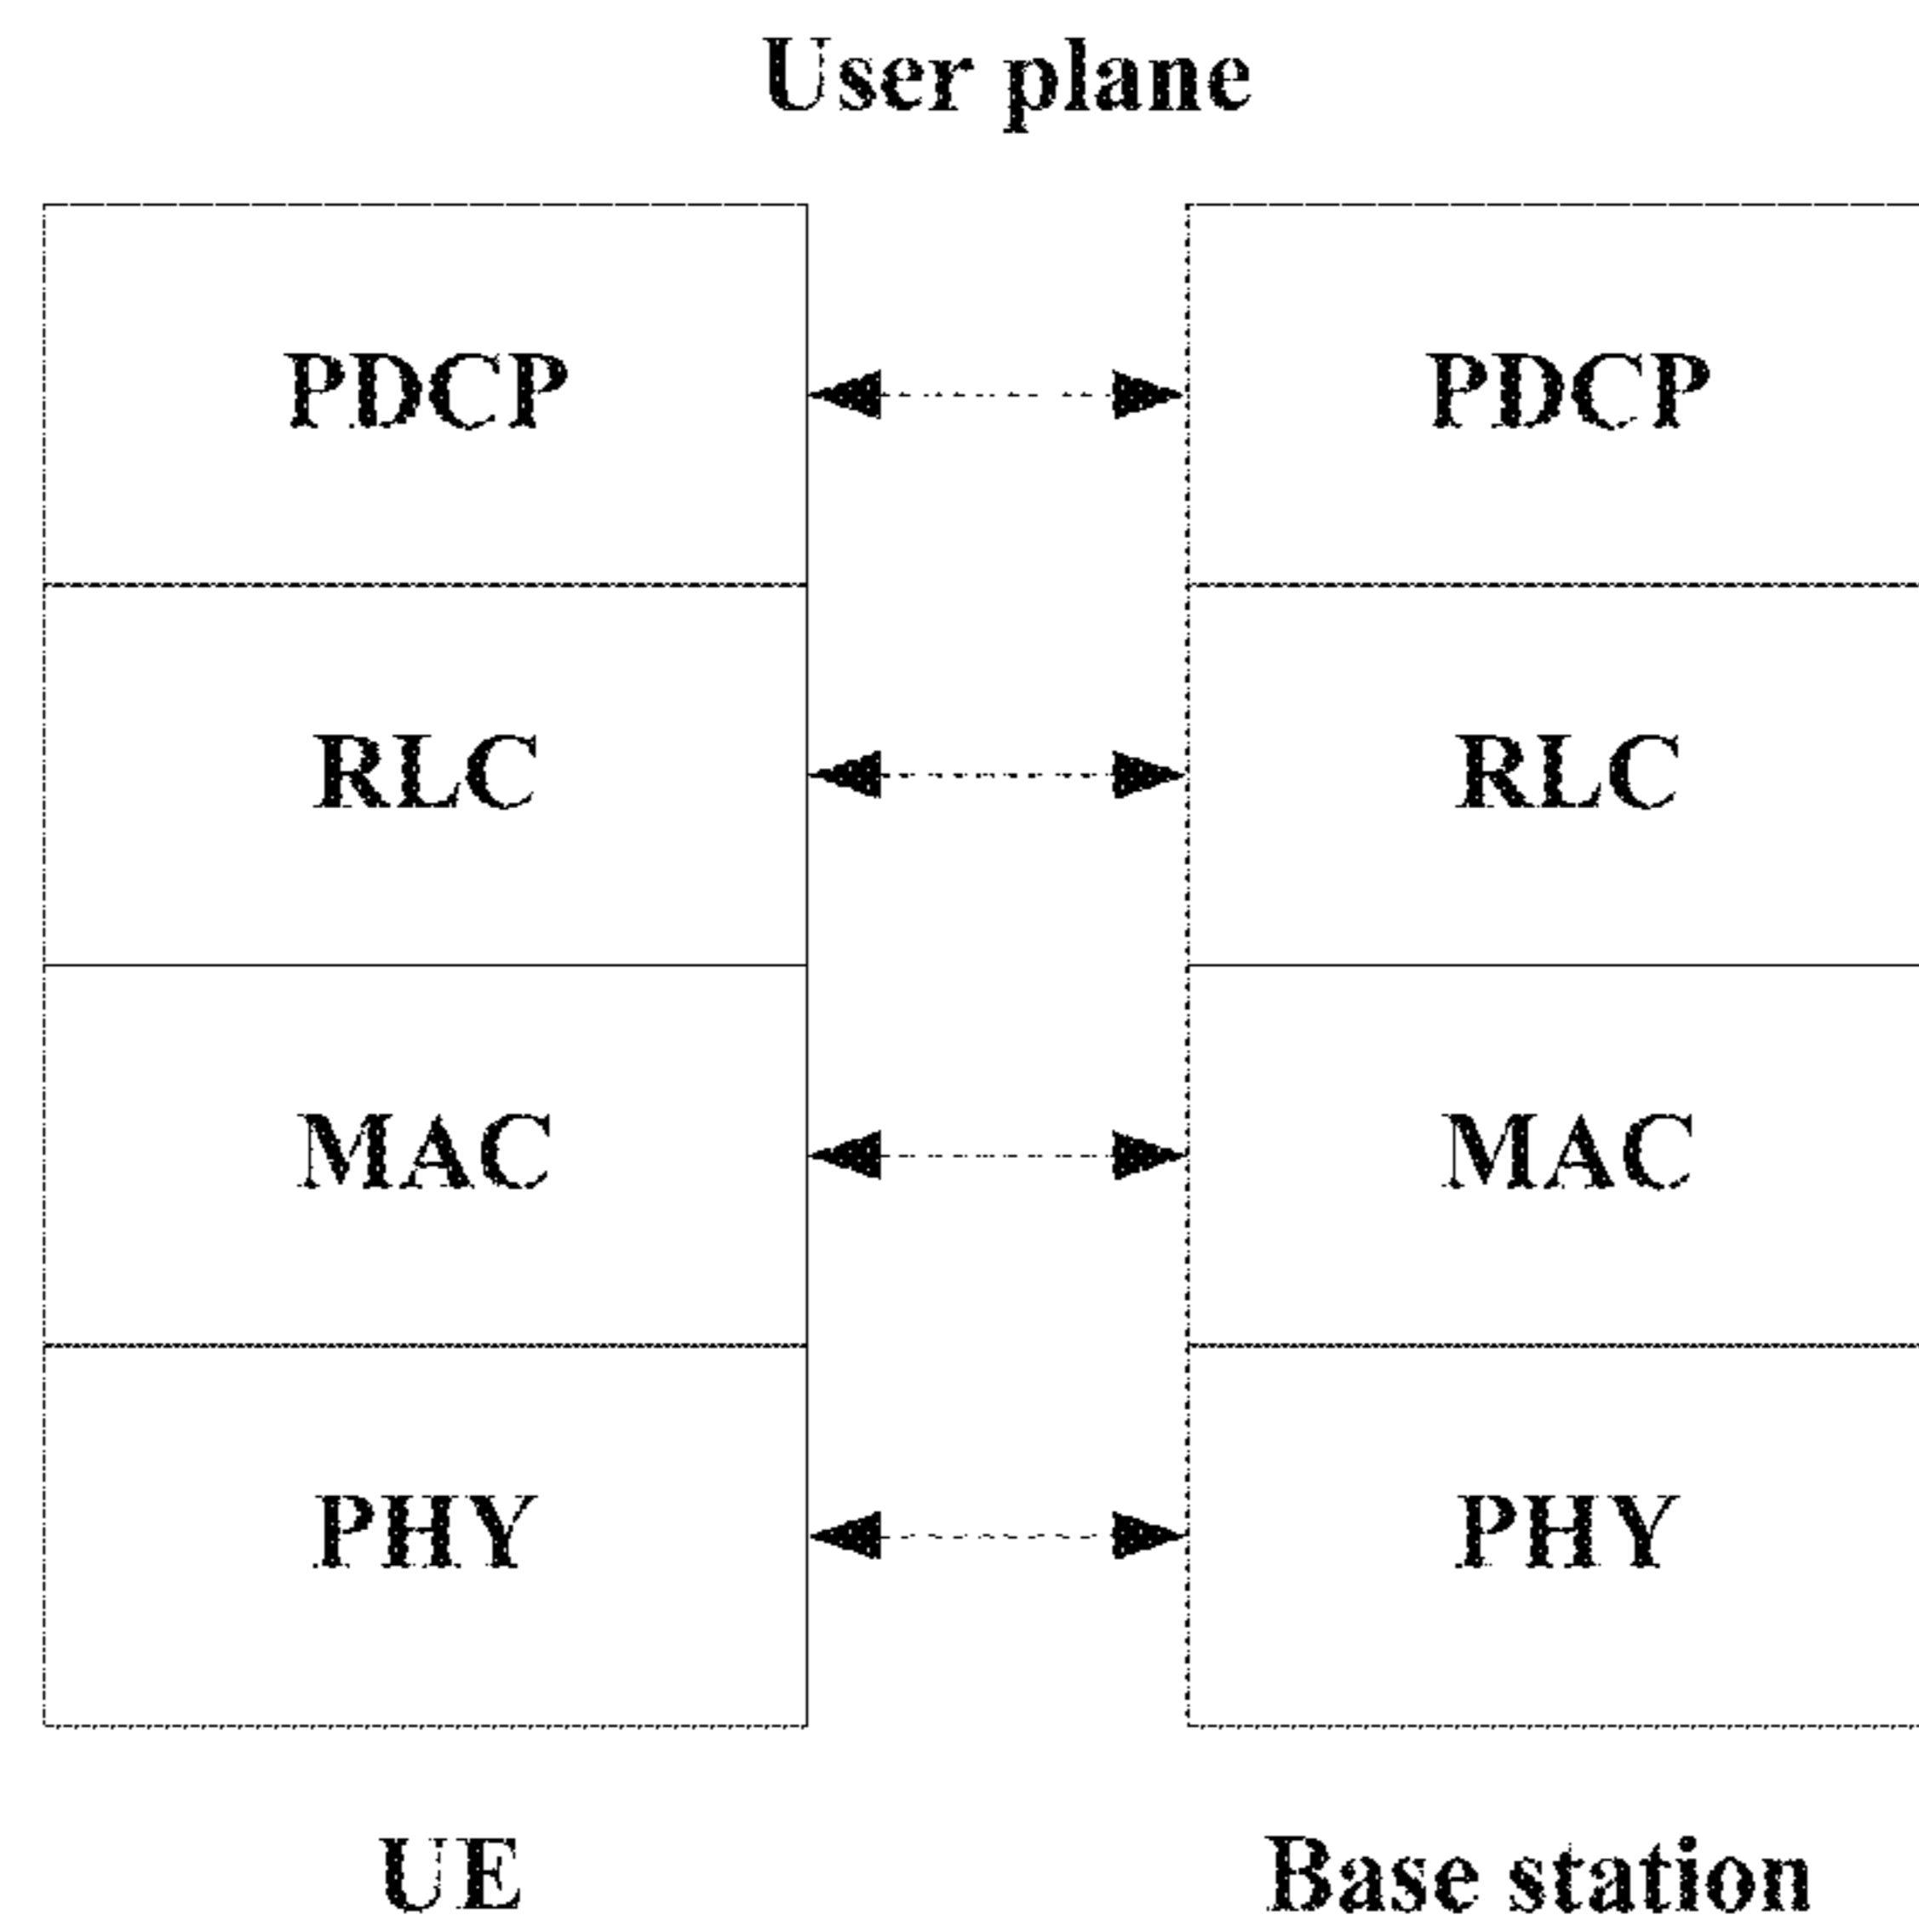 User plane
PDCP PDCP
RLC RLC
MAC MAC
PHY PHY
UE Base station